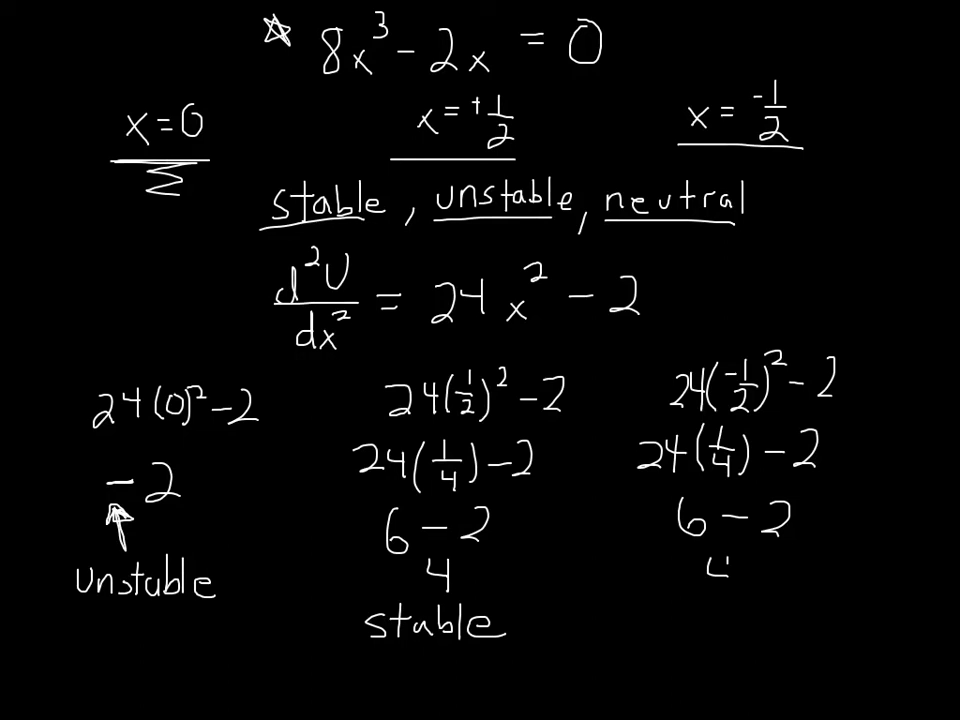 8x³ - 2x = 0
x = 0
x = +1/2
x = -1/2
stable, unstable, neutral
d²U/dx² = 24x² - 2
24(0)² - 2
- 2
unstable
24(1/2)² - 2
24(1/4) - 2
6 - 2
4
stable
24(-1/2)² - 2
24(1/4) - 2
6 - 2